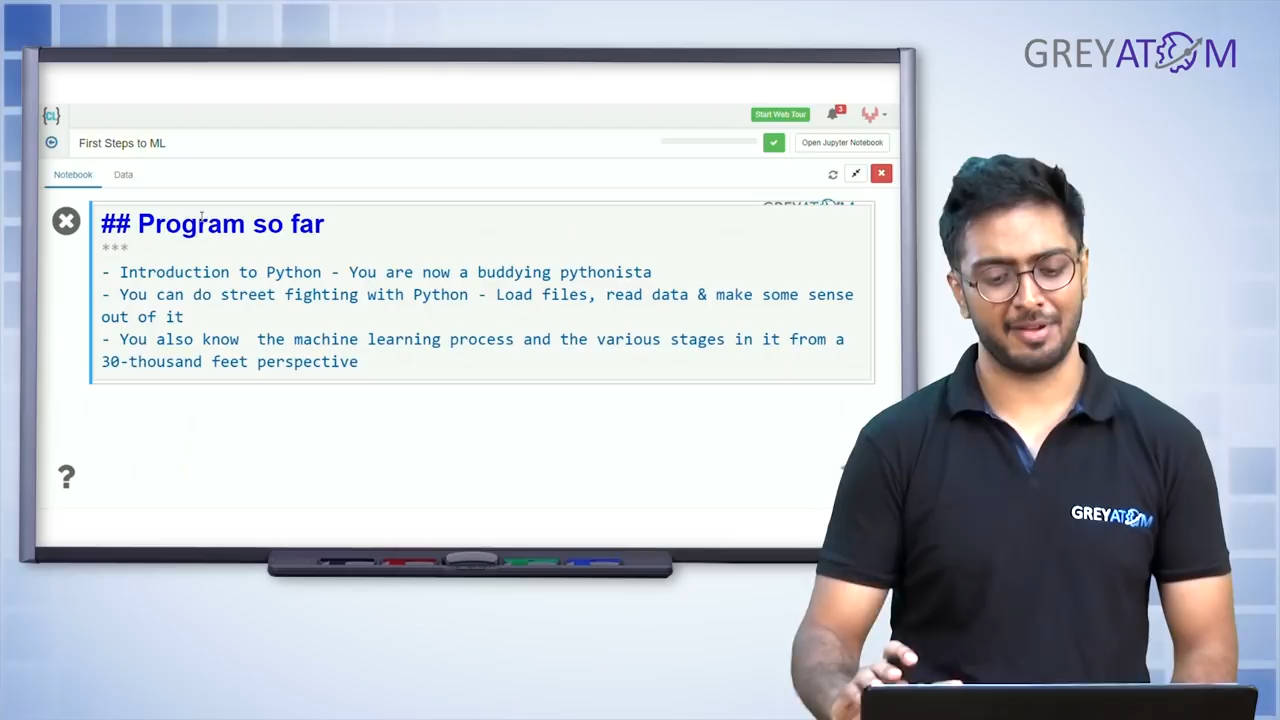 GREYATOM
{CL}
Start Web Tour
3
First Steps to ML
Open Jupyter Notebook
Notebook
Data
GREYATOM
## Program so far
***
- Introduction to Python - You are now a buddying pythonista
- You can do street fighting with Python - Load files, read data & make some sense
out of it
- You also know  the machine learning process and the various stages in it from a
30-thousand feet perspective
?
GREYATOM